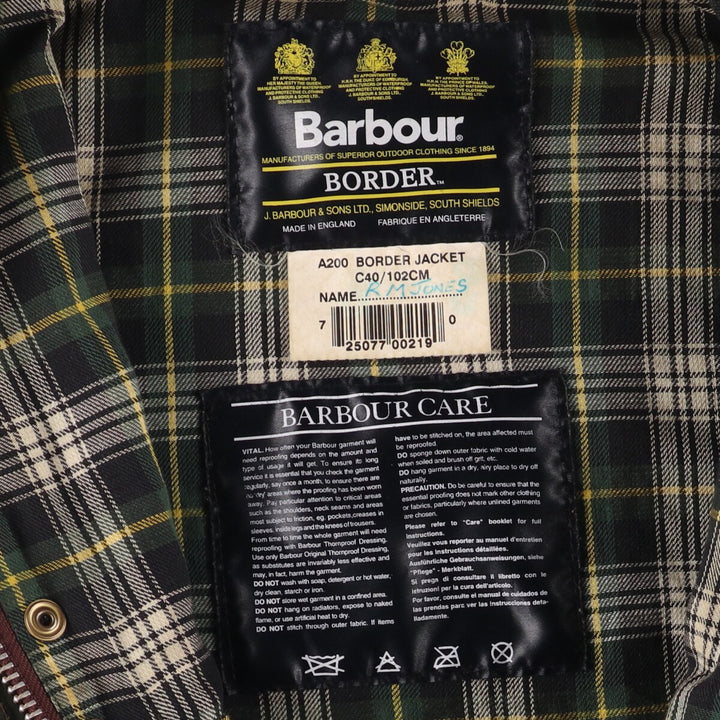 BY APPOINTMENT TO
HER MAJESTY THE QUEEN
MANUFACTURERS OF WATERPROOF
AND PROTECTIVE CLOTHING
J. BARBOUR & SONS LTD.
SOUTH SHIELDS
BY APPOINTMENT TO
H.R.H. THE DUKE OF EDINBURGH
MANUFACTURERS OF WATERPROOF
AND PROTECTIVE CLOTHING
J. BARBOUR & SONS LTD.
SOUTH SHIELDS
BY APPOINTMENT TO
H.R.H. THE PRINCE OF WALES
MANUFACTURERS OF WATERPROOF
AND PROTECTIVE CLOTHING
J. BARBOUR & SONS LTD.
SOUTH SHIELDS
Barbour®
MANUFACTURERS OF SUPERIOR OUTDOOR CLOTHING SINCE 1894
BORDER™
J. BARBOUR & SONS LTD., SIMONSIDE, SOUTH SHIELDS
MADE IN ENGLAND FABRIQUE EN ANGLETERRE
A200 BORDER JACKET
C40/102CM
NAME R M JONES
7 25077 00219 0
BARBOUR CARE
VITAL. How often your Barbour garment will
need reproofing depends on the amount and
type of usage it will get. To ensure its long
service it is essential that you check the garment
regularly, say once a month, to ensure there are
no 'dry' areas where the proofing has been worn
away. Pay particular attention to critical areas
such as the shoulders, neck seams and areas
most subject to friction, eg. pockets, creases in
sleeves, inside legs and the knees of trousers.
From time to time the whole garment will need
reproofing with Barbour Thornproof Dressing.
Use only Barbour Original Thornproof Dressing,
as substitutes are invariably less effective and
may, in fact, harm the garment.
DO NOT wash with soap, detergent or hot water,
dry clean, starch or iron.
DO NOT store wet garment in a confined area.
DO NOT hang on radiators, expose to naked
flame, or use artificial heat to dry.
DO NOT stitch through outer fabric. If items
have to be stitched on, the area affected must
be reproofed.
DO sponge down outer fabric with cold water
when soiled and brush off grit, etc.
DO hang garment in a dry, airy place to dry off
naturally.
PRECAUTION. Do be careful to ensure that the
essential proofing does not mark other clothing
or fabrics, particularly where unlined garments
are chosen.
Please refer to "Care" booklet for full
instructions.
Veuillez vous reporter au manuel d'entretien
pour les instructions détaillées.
Ausführliche Gebrauchsanweisungen, siehe
"Pflege" - Merkblatt.
Si prega di consultare il libretto con le
istruzioni per la cura dell'articolo.
Por favor, consulte el manual de cuidados de
las prendas parc ver las instrucciones deta-
lladamente.